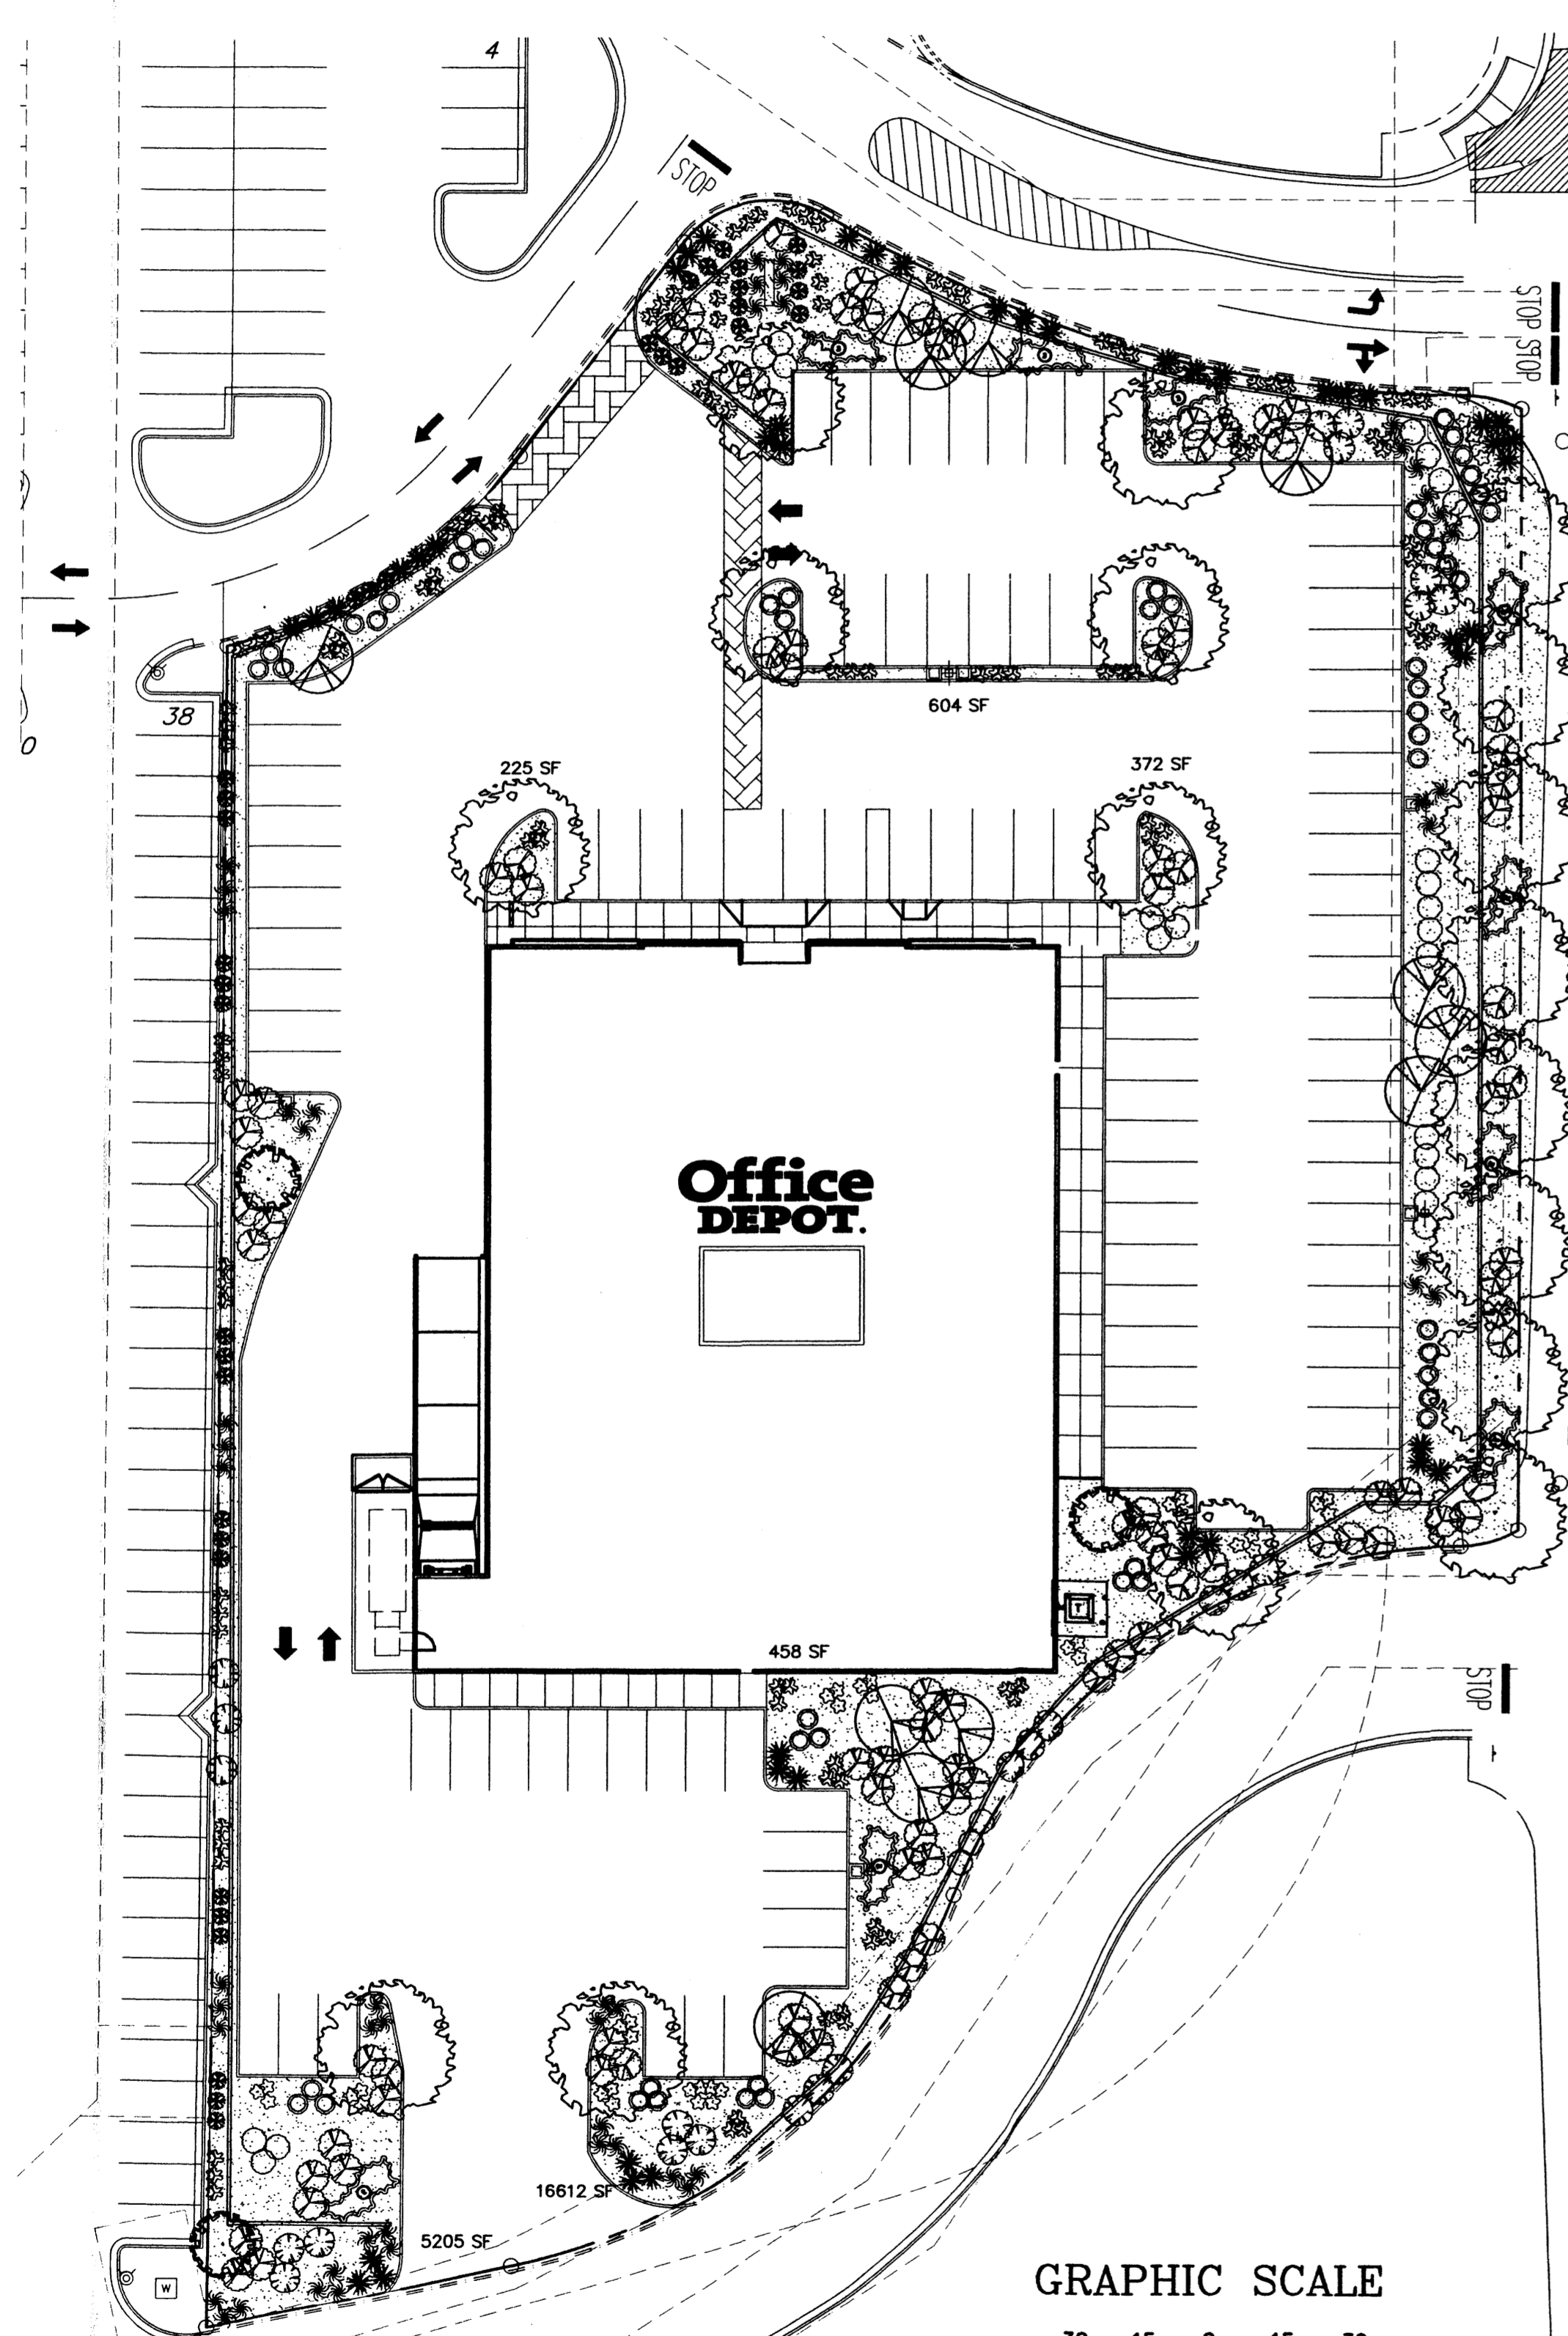 4
STOP
STOP
STOP
38
0
604 SF
225 SF
372 SF
Office
DEPOT.
T
458 SF
STOP
16612 SF
5205 SF
W
GRAPHIC SCALE